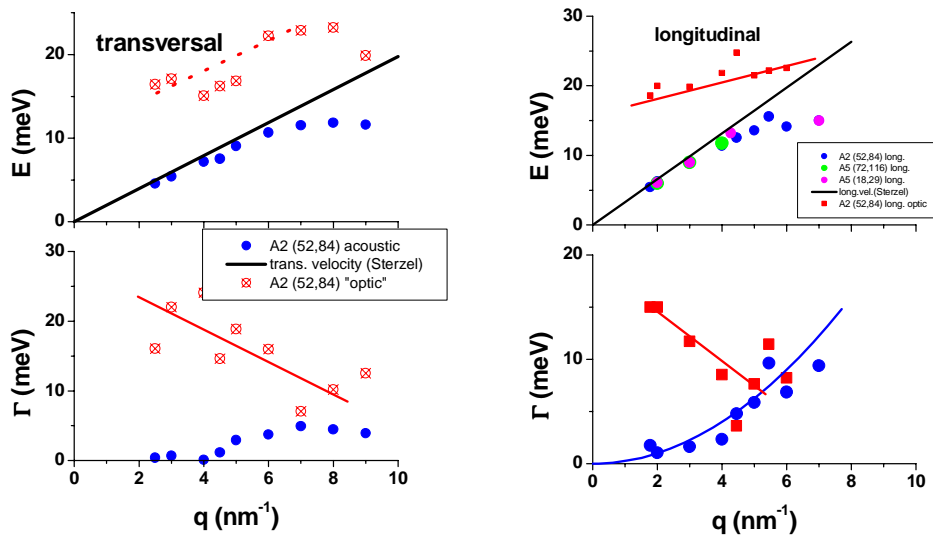 transversal
E (meV)
20
10
0
A2 (52,84) acoustic
trans. velocity (Sterzel)
A2 (52,84) "optic"
Γ (meV)
30
20
10
0
0 2 4 6 8 10
q (nm⁻¹)
longitudinal
E (meV)
30
20
10
0
A2 (52,84) long.
A5 (72,116) long.
A5 (18,29) long.
long.vel.(Sterzel)
A2 (52,84) long. optic
Γ (meV)
20
10
0
0 2 4 6 8 10
q (nm⁻¹)